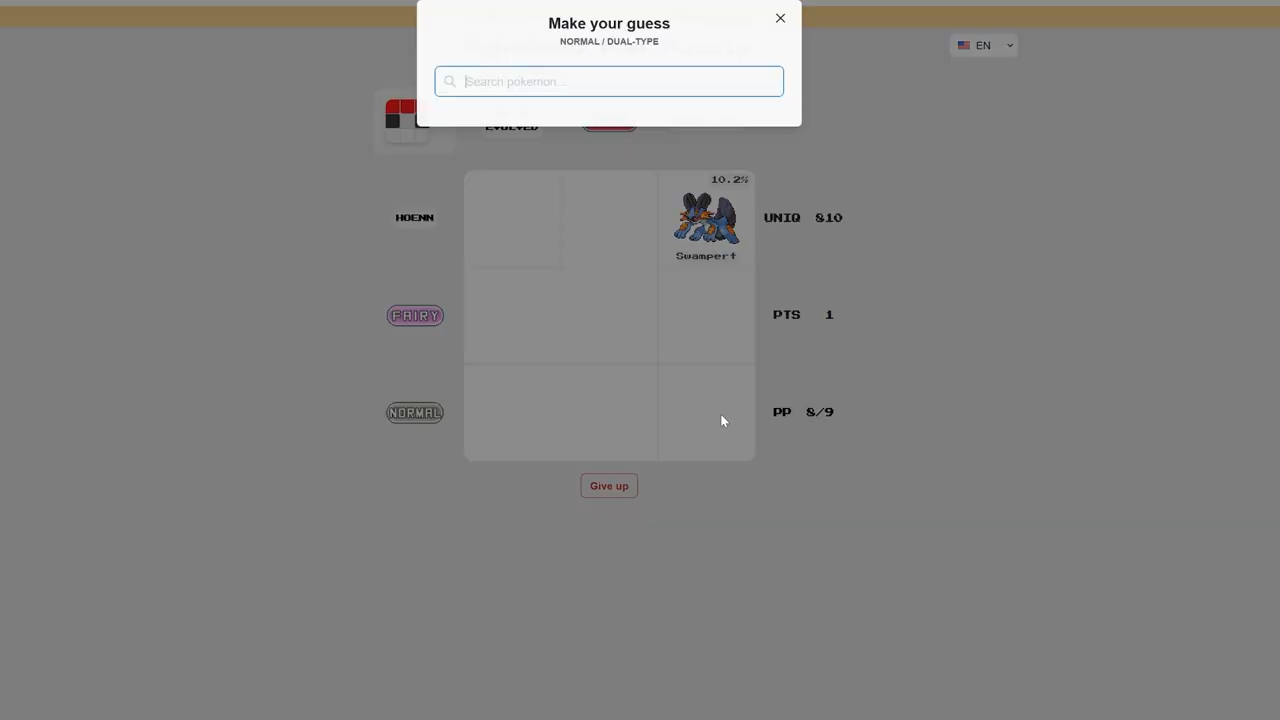 Make your guess
NORMAL / DUAL-TYPE
Search pokemon...
EN
EVOLVED
10.2%
HOENN
UNIQ 810
Swampert
FAIRY
PTS 1
NORMAL
PP 8/9
Give up